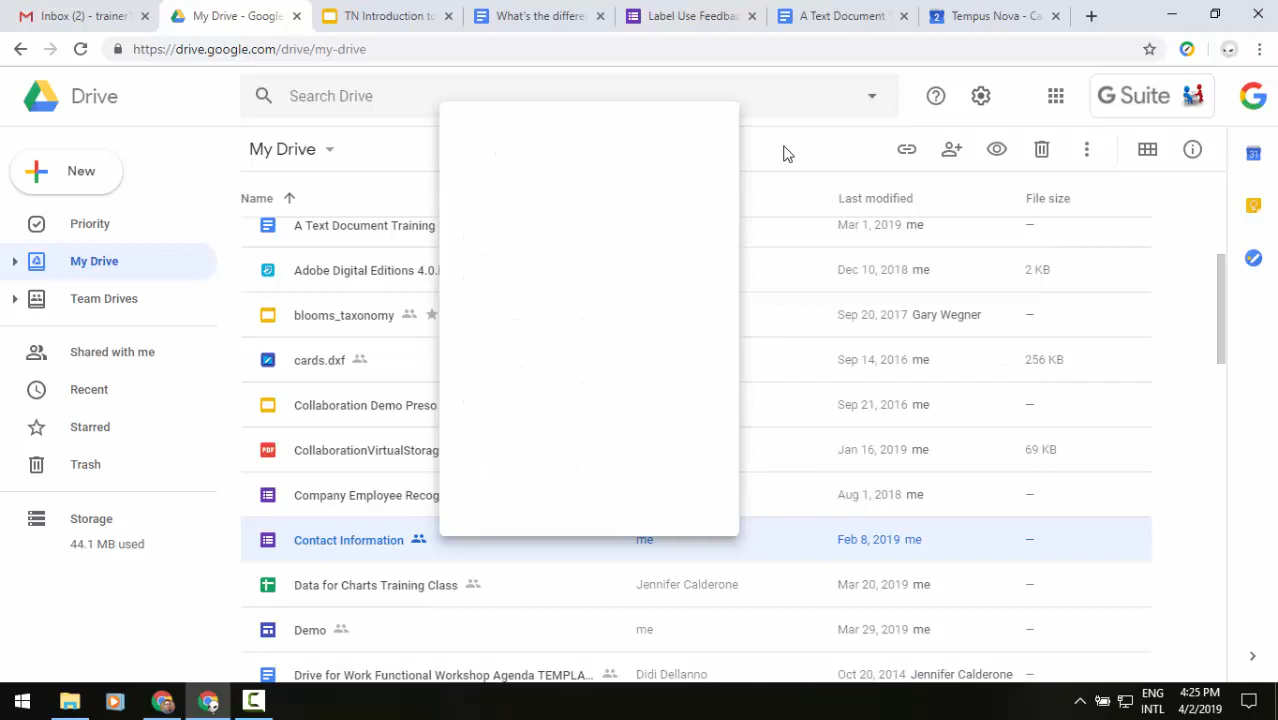 Inbox (2) - trainer1
My Drive - Google
TN Introduction to
What's the differe
Label Use Feedba
A Text Document T
Tempus Nova - Ca
https://drive.google.com/drive/my-drive
Drive
Search Drive
G Suite
My Drive
New
Name
Last modified
File size
Priority
My Drive
Team Drives
Shared with me
Recent
Starred
Trash
Storage
44.1 MB used
A Text Document Training
Mar 1, 2019 me
—
Adobe Digital Editions 4.0.
Dec 10, 2018 me
2 KB
blooms_taxonomy
Sep 20, 2017 Gary Wegner
—
cards.dxf
Sep 14, 2016 me
256 KB
Collaboration Demo Preso
Sep 21, 2016 me
—
PDF
CollaborationVirtualStorag
Jan 16, 2019 me
69 KB
Company Employee Recog
Aug 1, 2018 me
—
Contact Information
me
Feb 8, 2019 me
—
Data for Charts Training Class
Jennifer Calderone
Mar 20, 2019 me
—
Demo
me
Mar 29, 2019 me
—
Drive for Work Functional Workshop Agenda TEMPLA...
Didi Dellanno
Oct 20, 2014 Jennifer Calderone
31
ENG
INTL
4:25 PM
4/2/2019